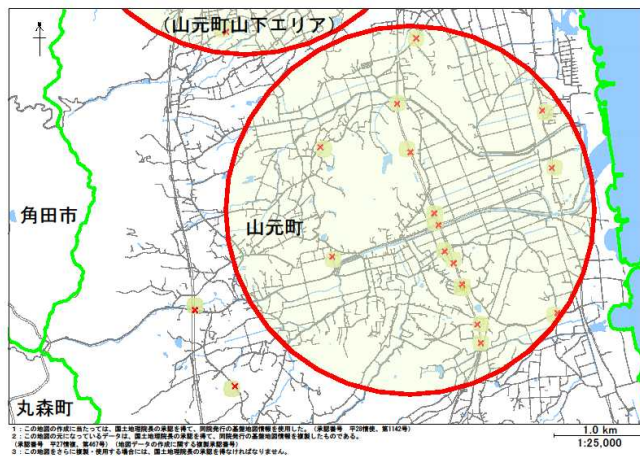 (山元町山下エリア)
角田市
山元町
丸森町
1：この地図の作成に当たっては、国土地理院長の承認を得て、同院発行の基盤地図情報を使用した。（承認番号　平28情使、第1142号）
2：この地図の元になっているデータは、国土地理院長の承認を得て、同院発行の基盤地図情報を複製したものである。
（承認番号　平27情複、第467号）（地図データの作成に関する複製承認番号）
3：この地図をさらに複製・使用する場合には、国土地理院長の承認を得なければなりません。
1.0 km
1:25,000